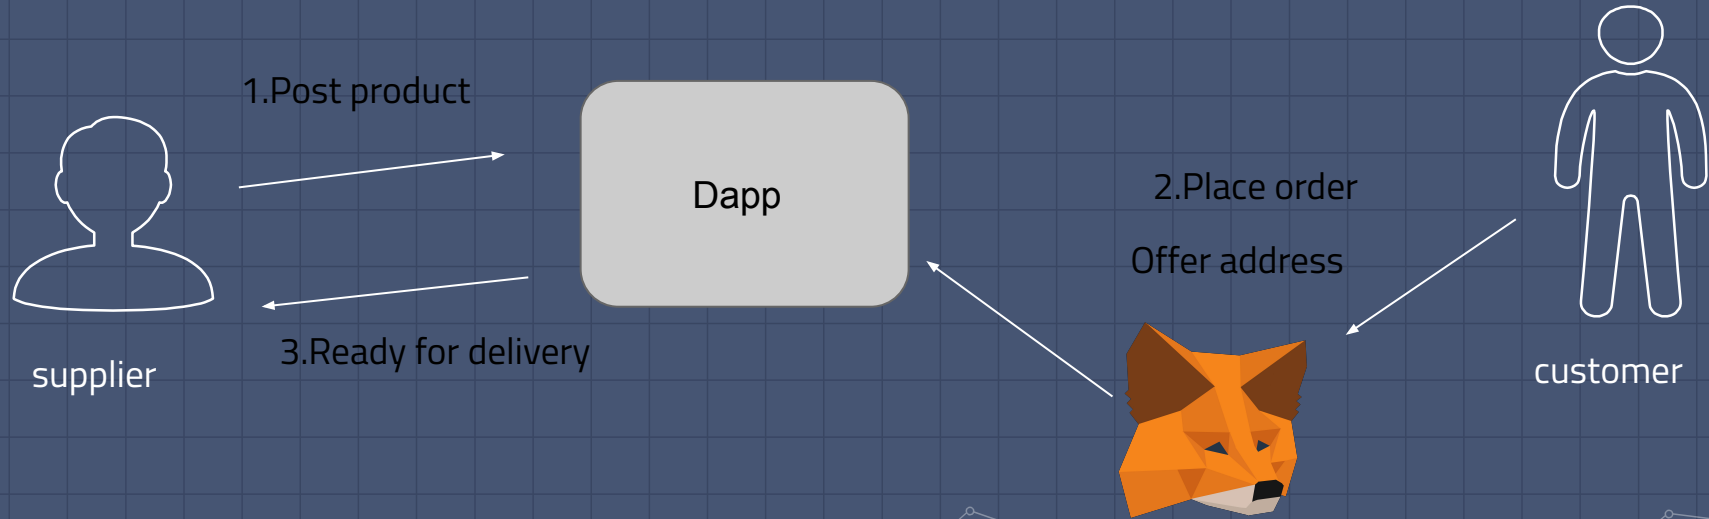 1.Post product
Dapp
2.Place order
Offer address
3.Ready for delivery
supplier
customer